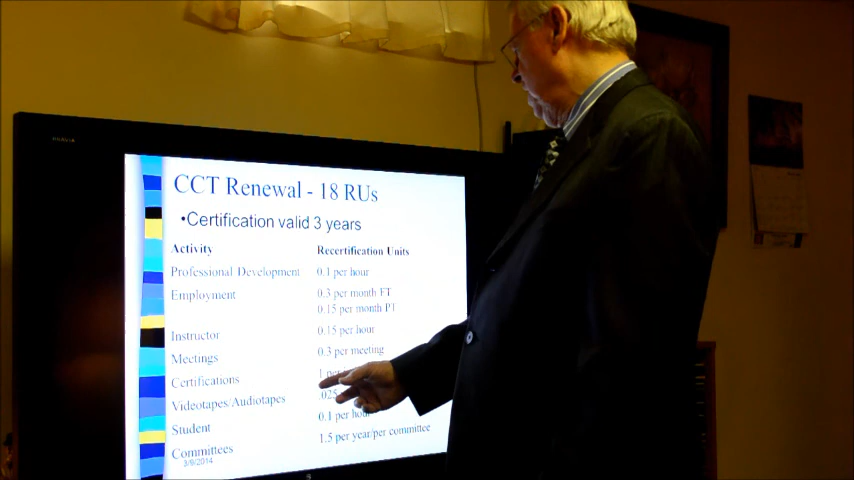 CCT Renewal - 18 RUs
•Certification valid 3 years
Activity Recertification Units
Professional Development 0.1 per hour
Employment 0.3 per month FT
0.15 per month PT
Instructor 0.15 per hour
Meetings 0.3 per meeting
Certifications 1 per
Videotapes/Audiotapes .025
Student 0.1 per hour
Committees 1.5 per year/per committee
3/9/2014